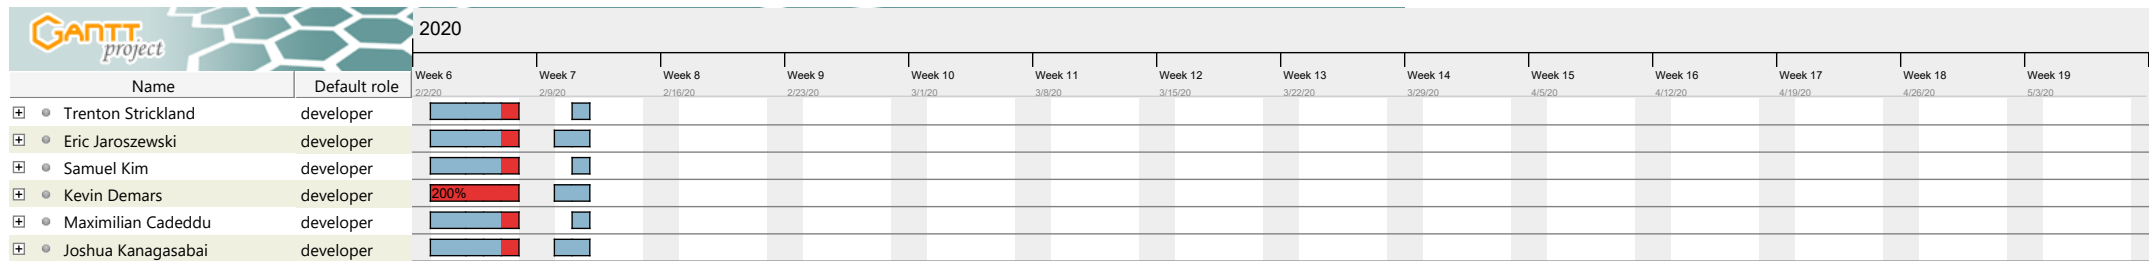 GANTT
project
2020
Name Default role
Week 6 Week 7 Week 8 Week 9 Week 10 Week 11 Week 12 Week 13 Week 14 Week 15 Week 16 Week 17 Week 18 Week 19
2/2/20 2/9/20 2/16/20 2/23/20 3/1/20 3/8/20 3/15/20 3/22/20 3/29/20 4/5/20 4/12/20 4/19/20 4/26/20 5/3/20
Trenton Strickland developer
Eric Jaroszewski developer
Samuel Kim developer
Kevin Demars developer 200%
Maximilian Cadeddu developer
Joshua Kanagasabai developer